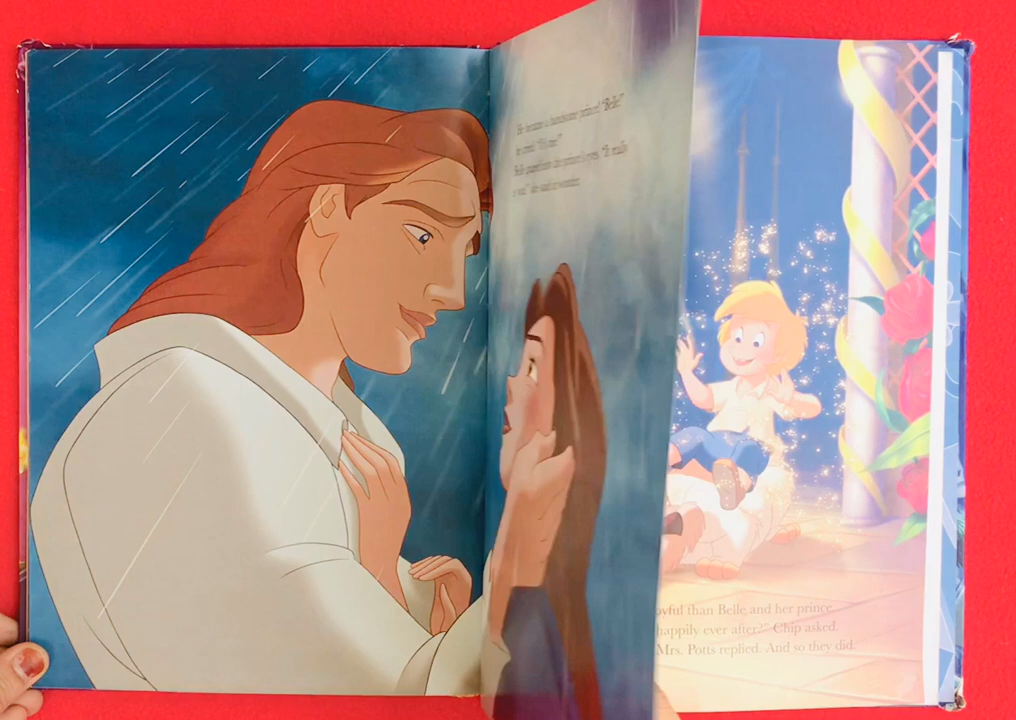 He became a handsome prince! "Belle!"
he cried. "It's me!"
Belle gazed into the prince's eyes. "It really
is you!" she said in wonder.
oyful than Belle and her prince.
happily ever after?" Chip asked.
Mrs. Potts replied. And so they did.